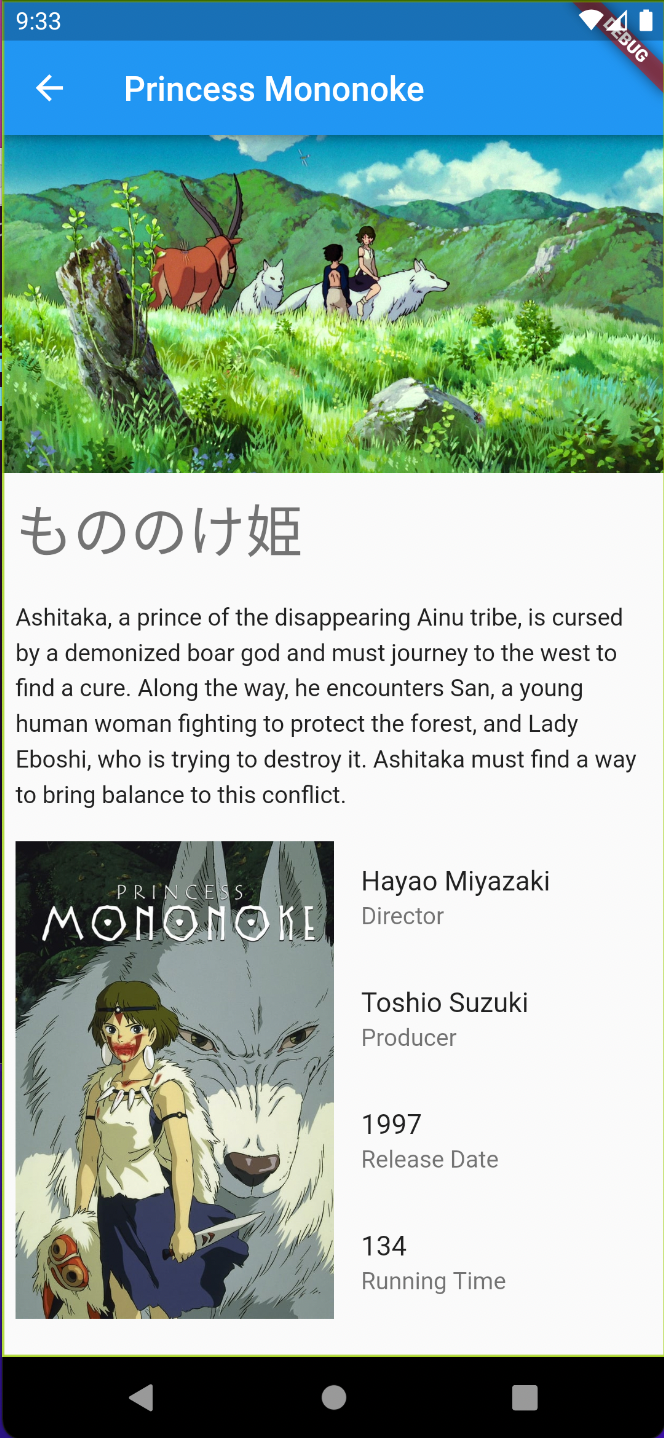 9:33
DEBUG
Princess Mononoke
もののけ姫
Ashitaka, a prince of the disappearing Ainu tribe, is cursed
by a demonized boar god and must journey to the west to
find a cure. Along the way, he encounters San, a young
human woman fighting to protect the forest, and Lady
Eboshi, who is trying to destroy it. Ashitaka must find a way
to bring balance to this conflict.
PRINCESS
MONONOKE
Hayao Miyazaki
Director
Toshio Suzuki
Producer
1997
Release Date
134
Running Time